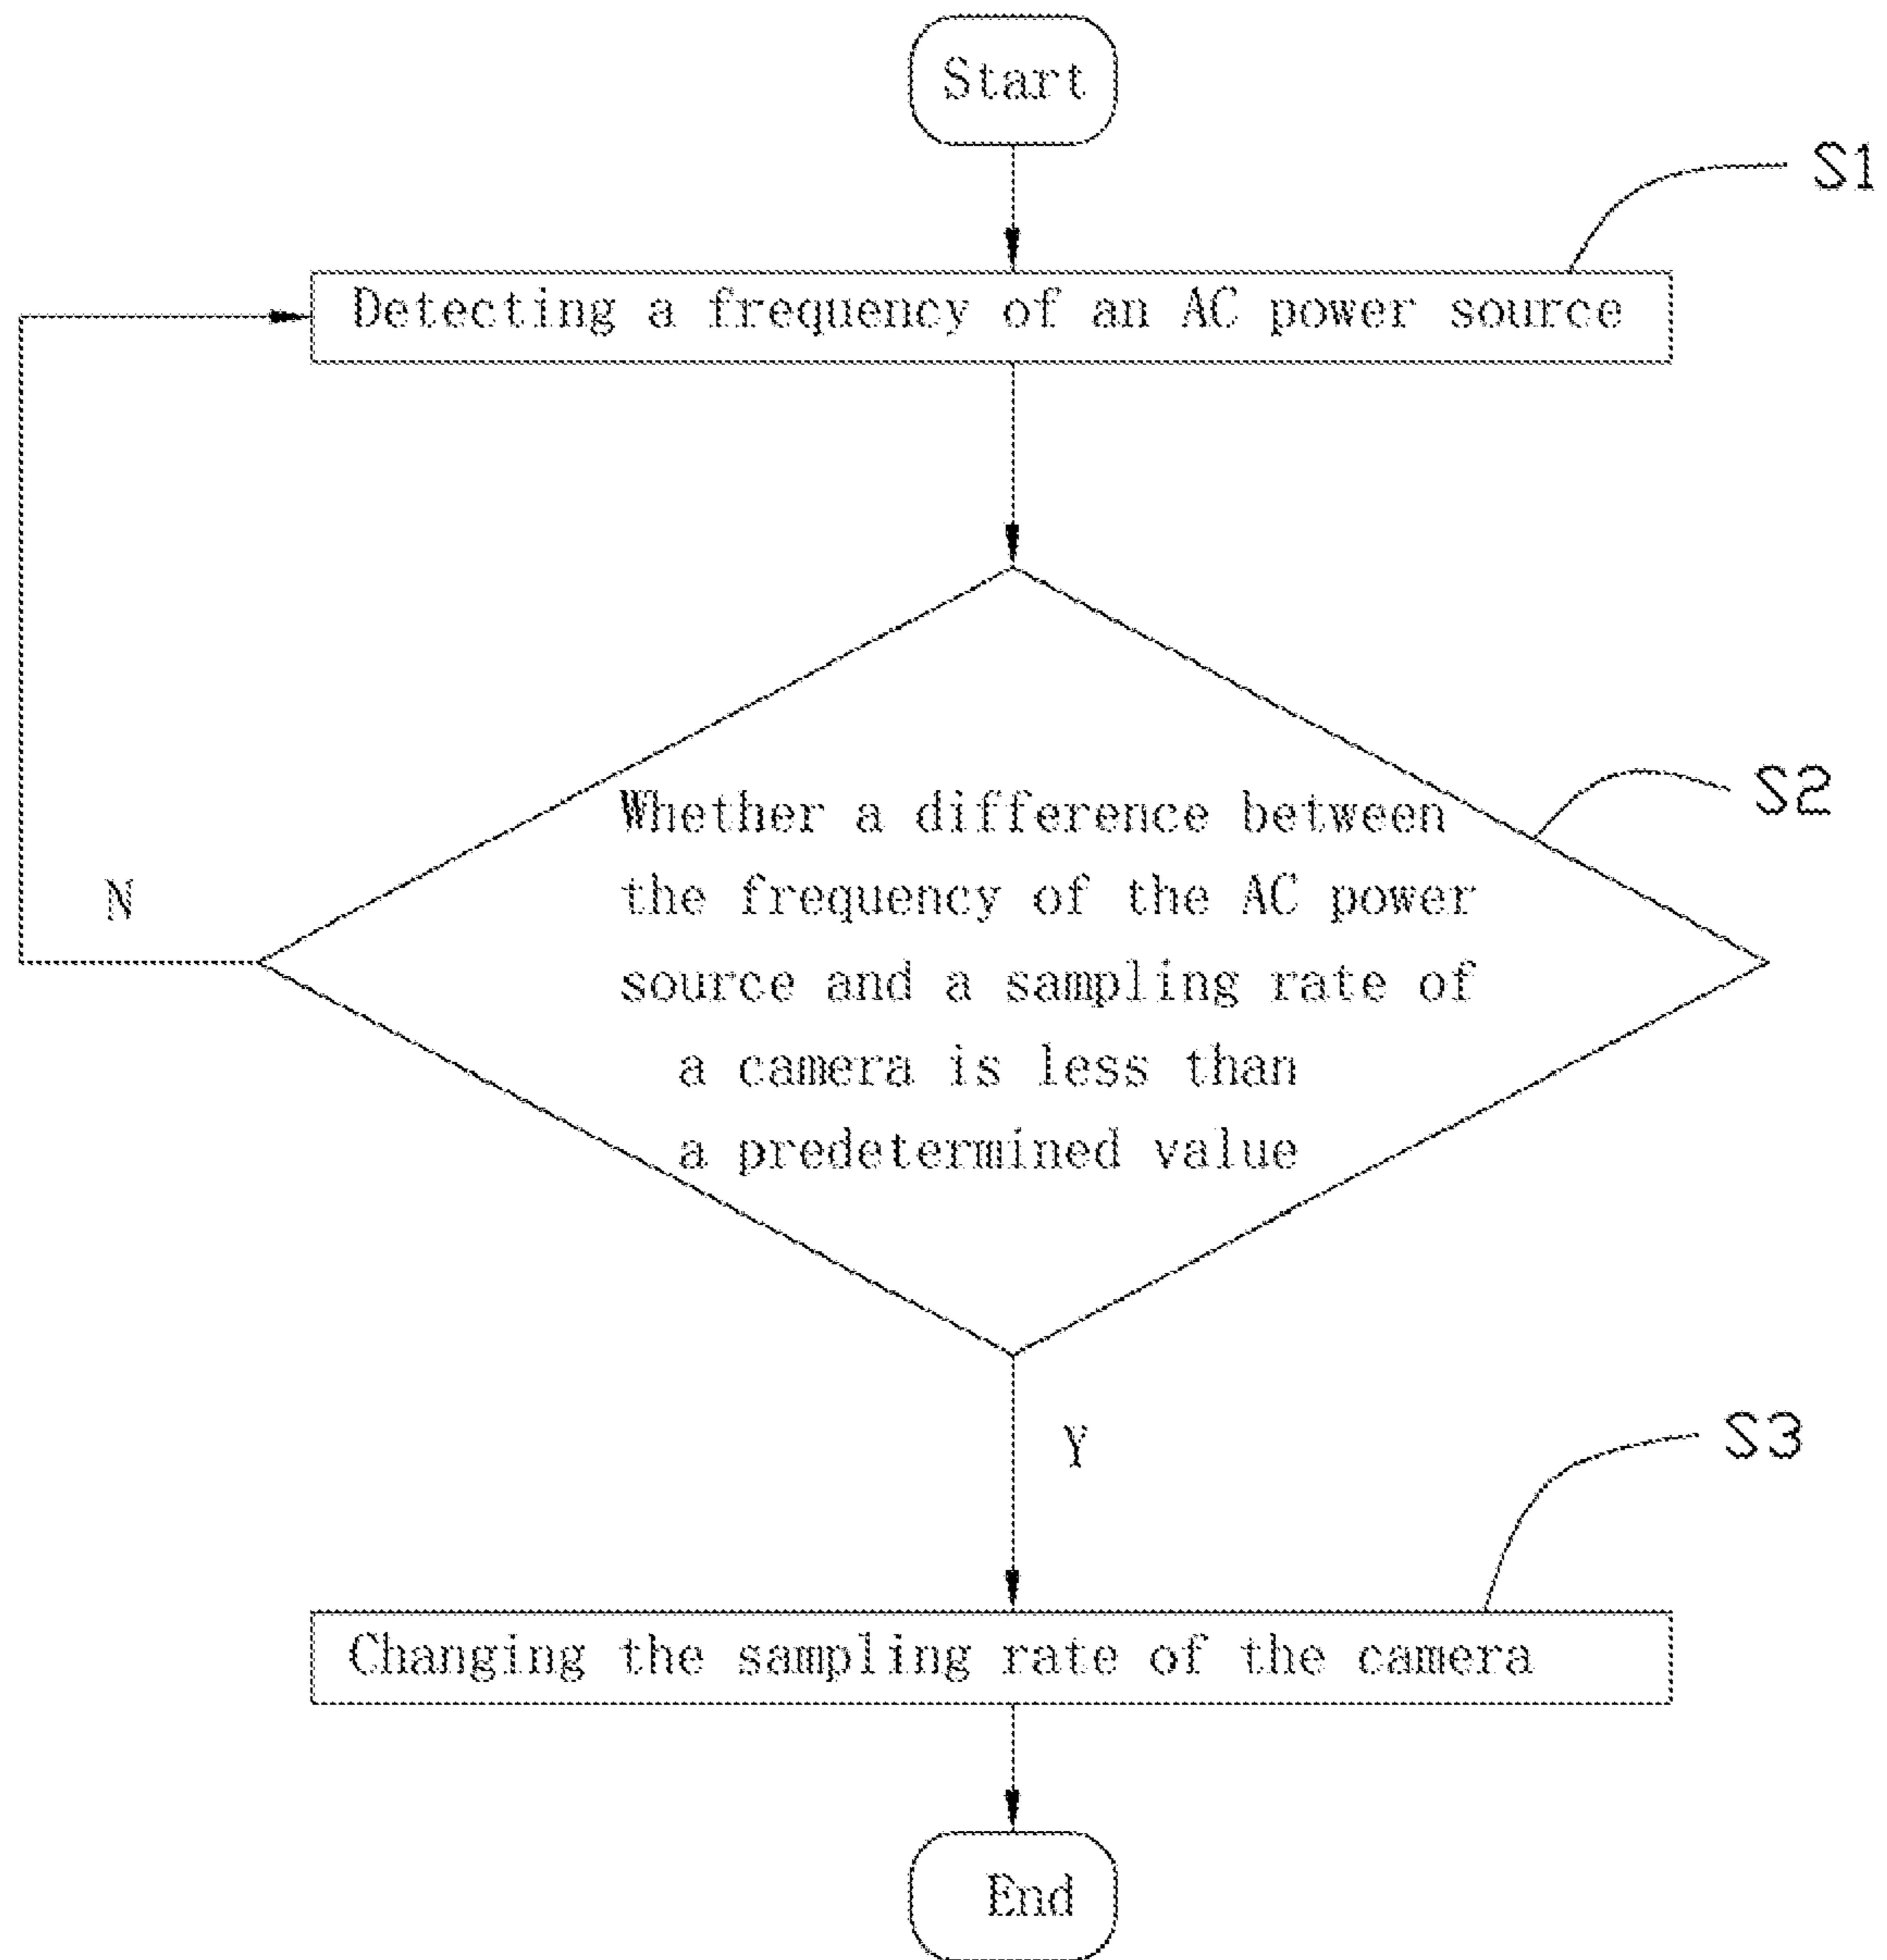 Start
S1
Detecting a frequency of an AC power source
S2
Whether a difference between
the frequency of the AC power
source and a sampling rate of
a camera is less than
a predetermined value
N
Y
S3
Changing the sampling rate of the camera
End